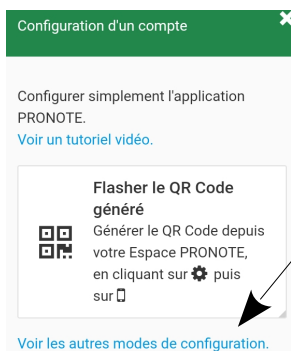 Configuration d'un compte
Configurer simplement l'application
PRONOTE.
Voir un tutoriel vidéo.
Flasher le QR Code
généré
Générer le QR Code depuis
votre Espace PRONOTE,
en cliquant sur puis
sur
Voir les autres modes de configuration.